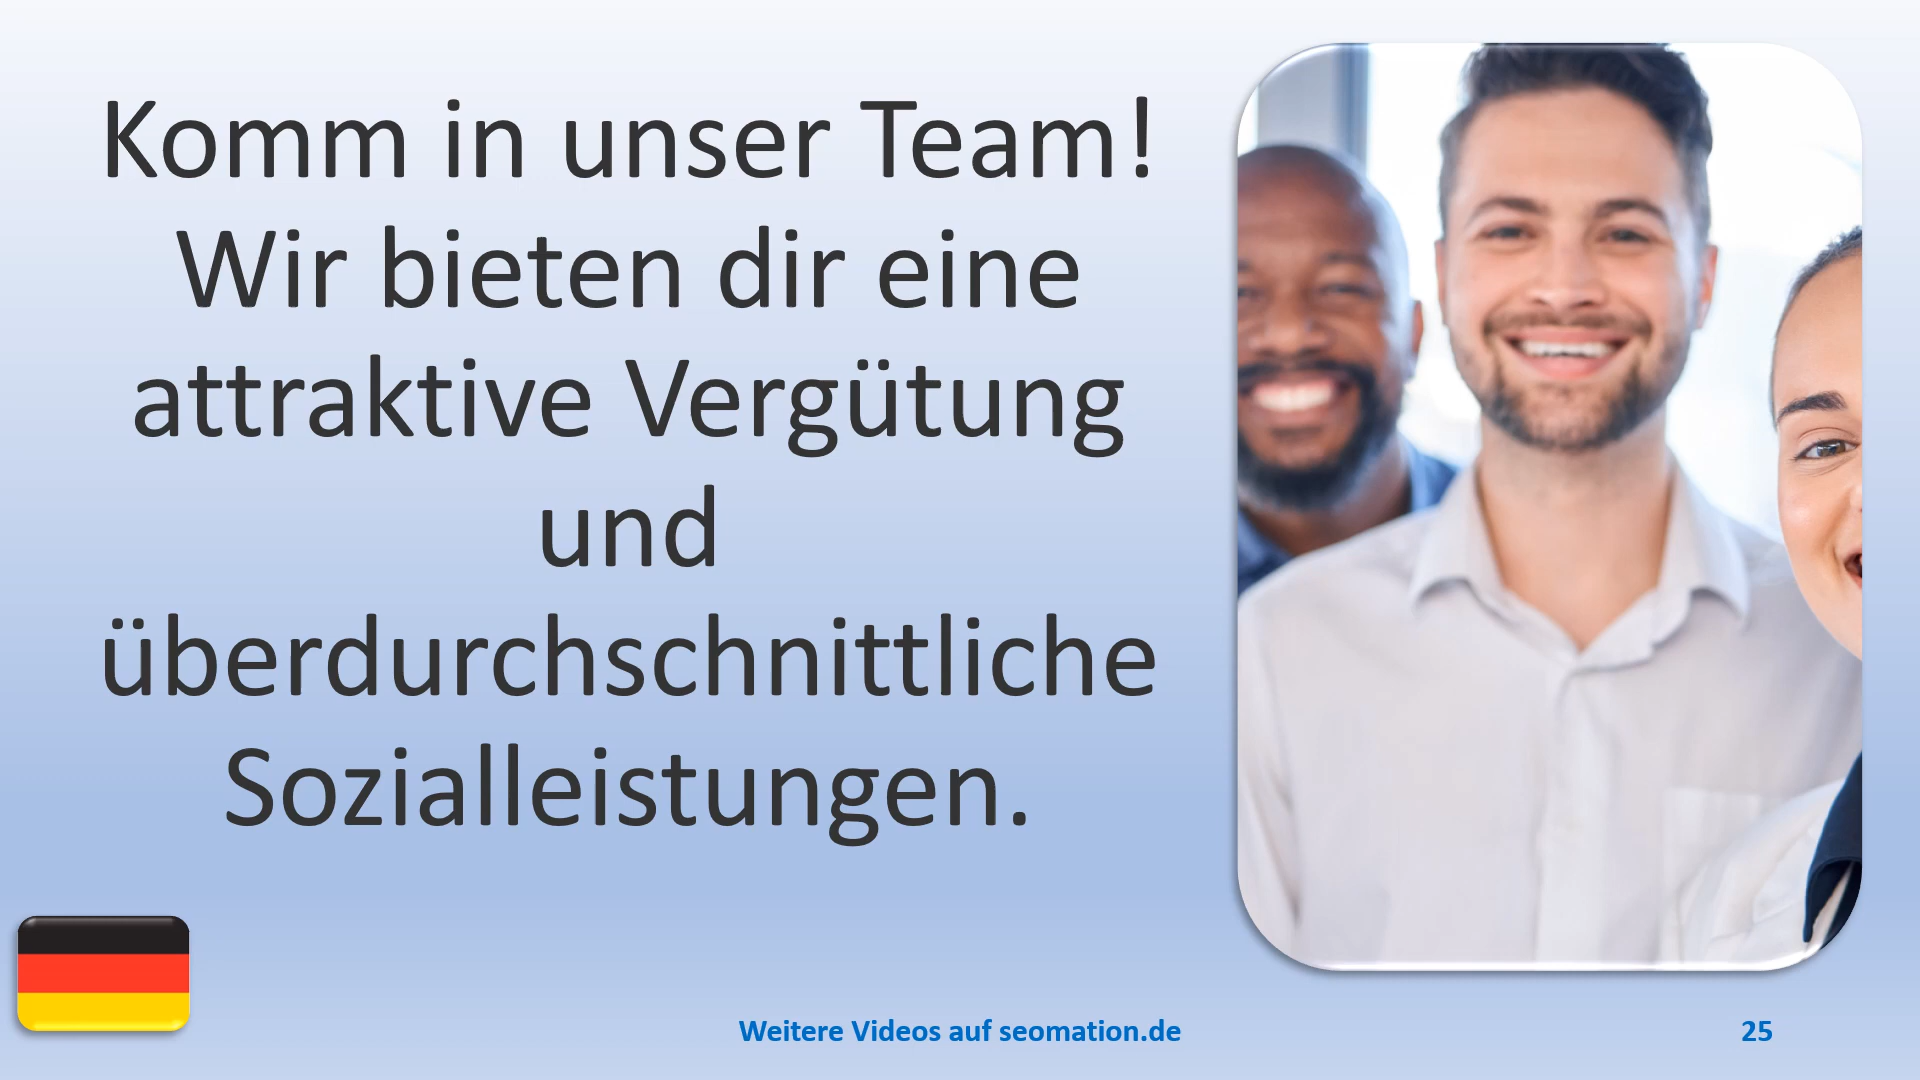 Komm in unser Team!
Wir bieten dir eine
attraktive Vergütung
und
überdurchschnittliche
Sozialleistungen.
Weitere Videos auf seomation.de
25